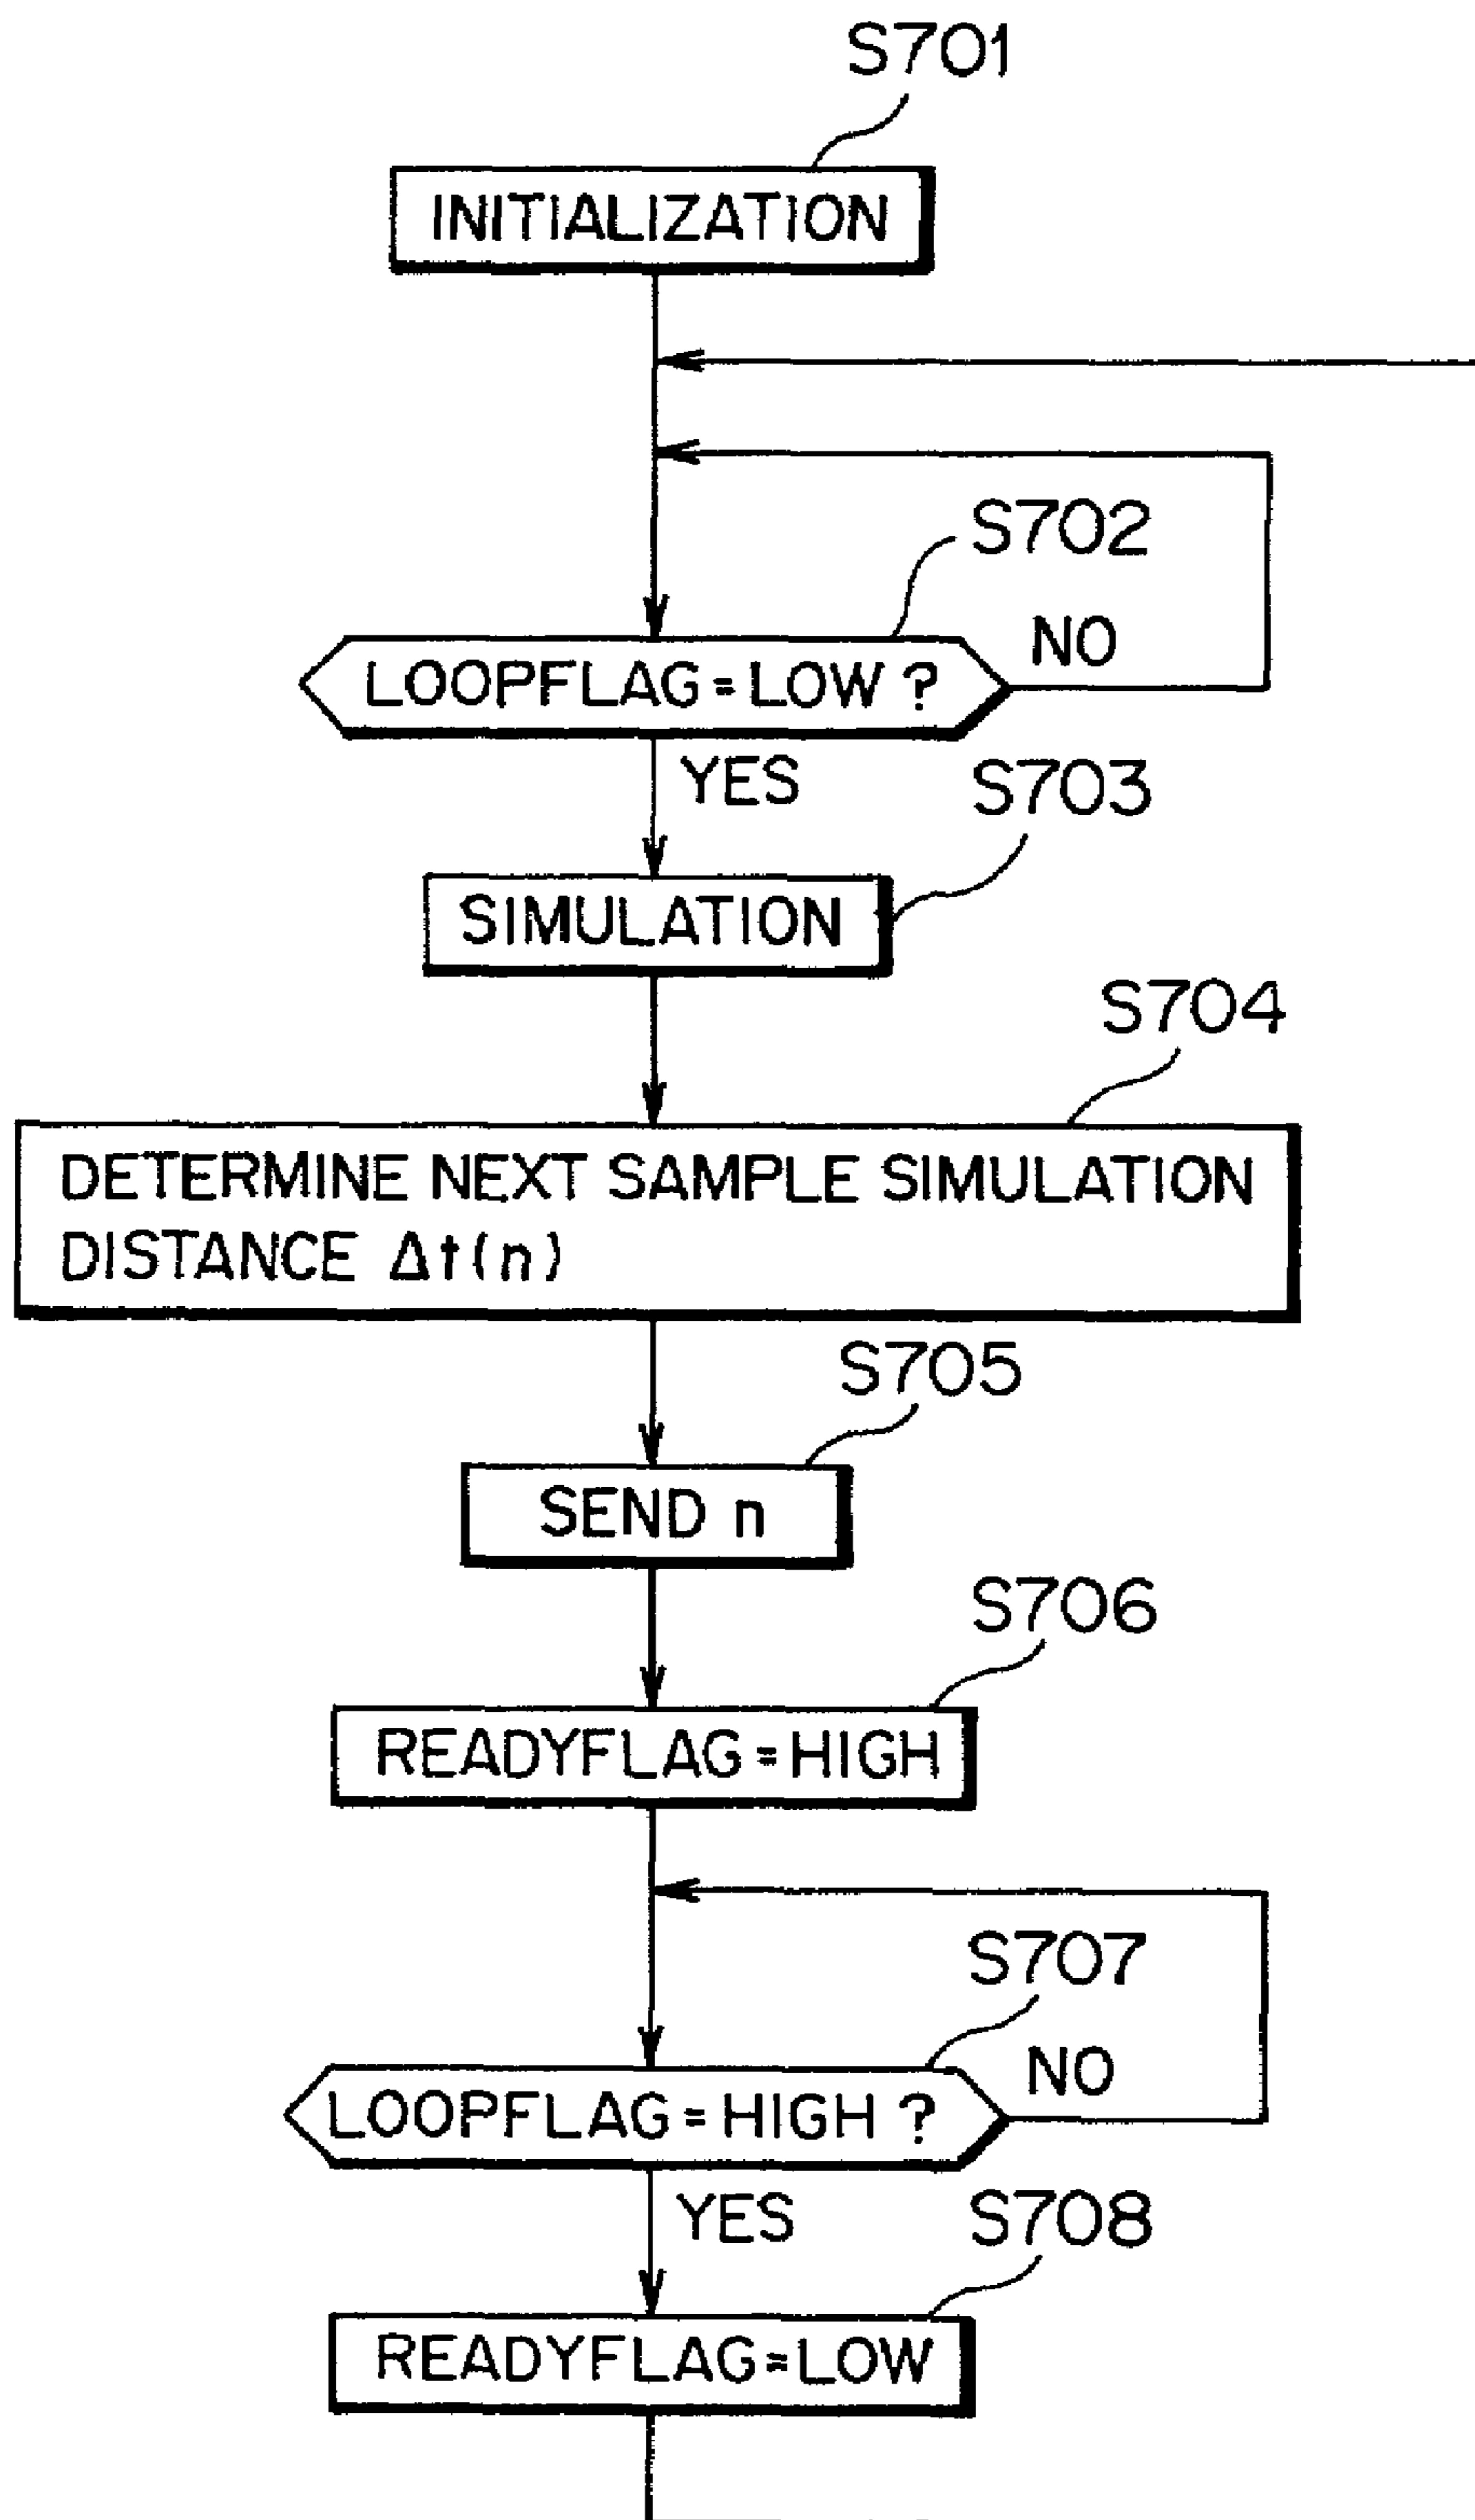 S701
INITIALIZATION
S702
NO
LOOPFLAG=LOW ?
YES
S703
SIMULATION
S704
DETERMINE NEXT SAMPLE SIMULATION
DISTANCE Δt(n)
S705
SEND n
S706
READYFLAG=HIGH
S707
NO
LOOPFLAG=HIGH ?
YES
S708
READYFLAG=LOW